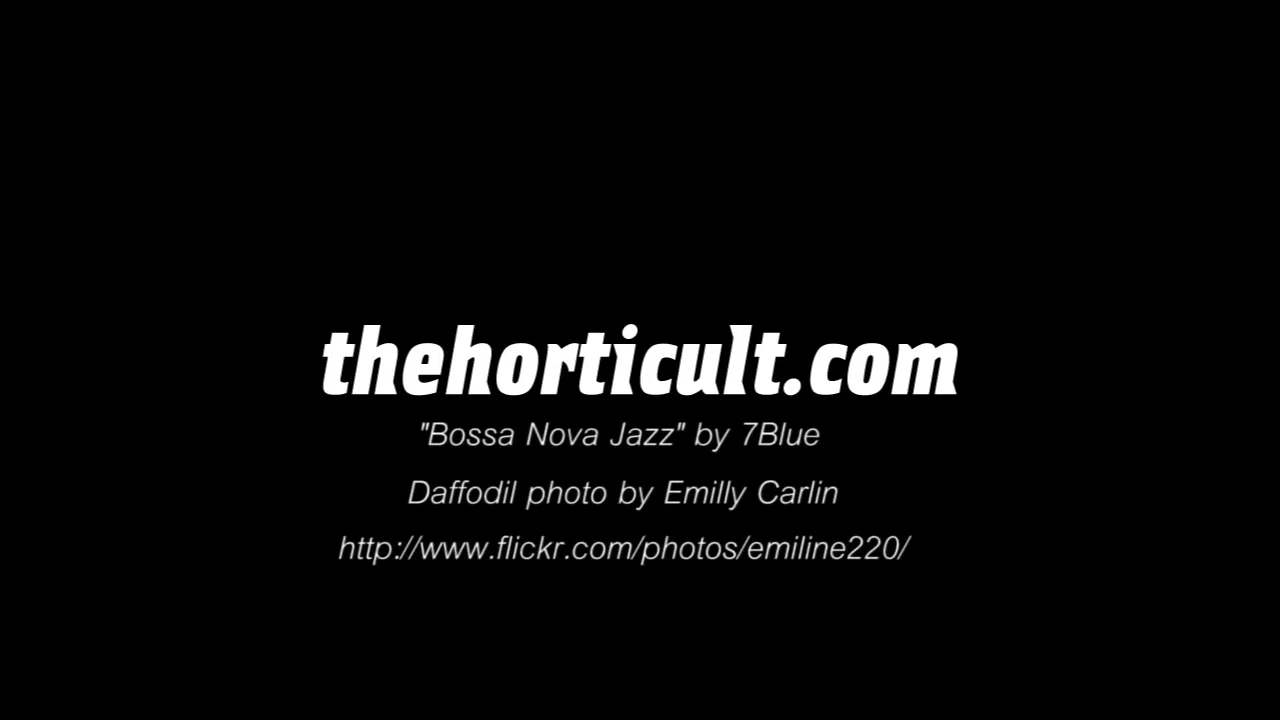 thehorticult.com
"Bossa Nova Jazz" by 7Blue
Daffodil photo by Emilly Carlin
http://www.flickr.com/photos/emiline220/